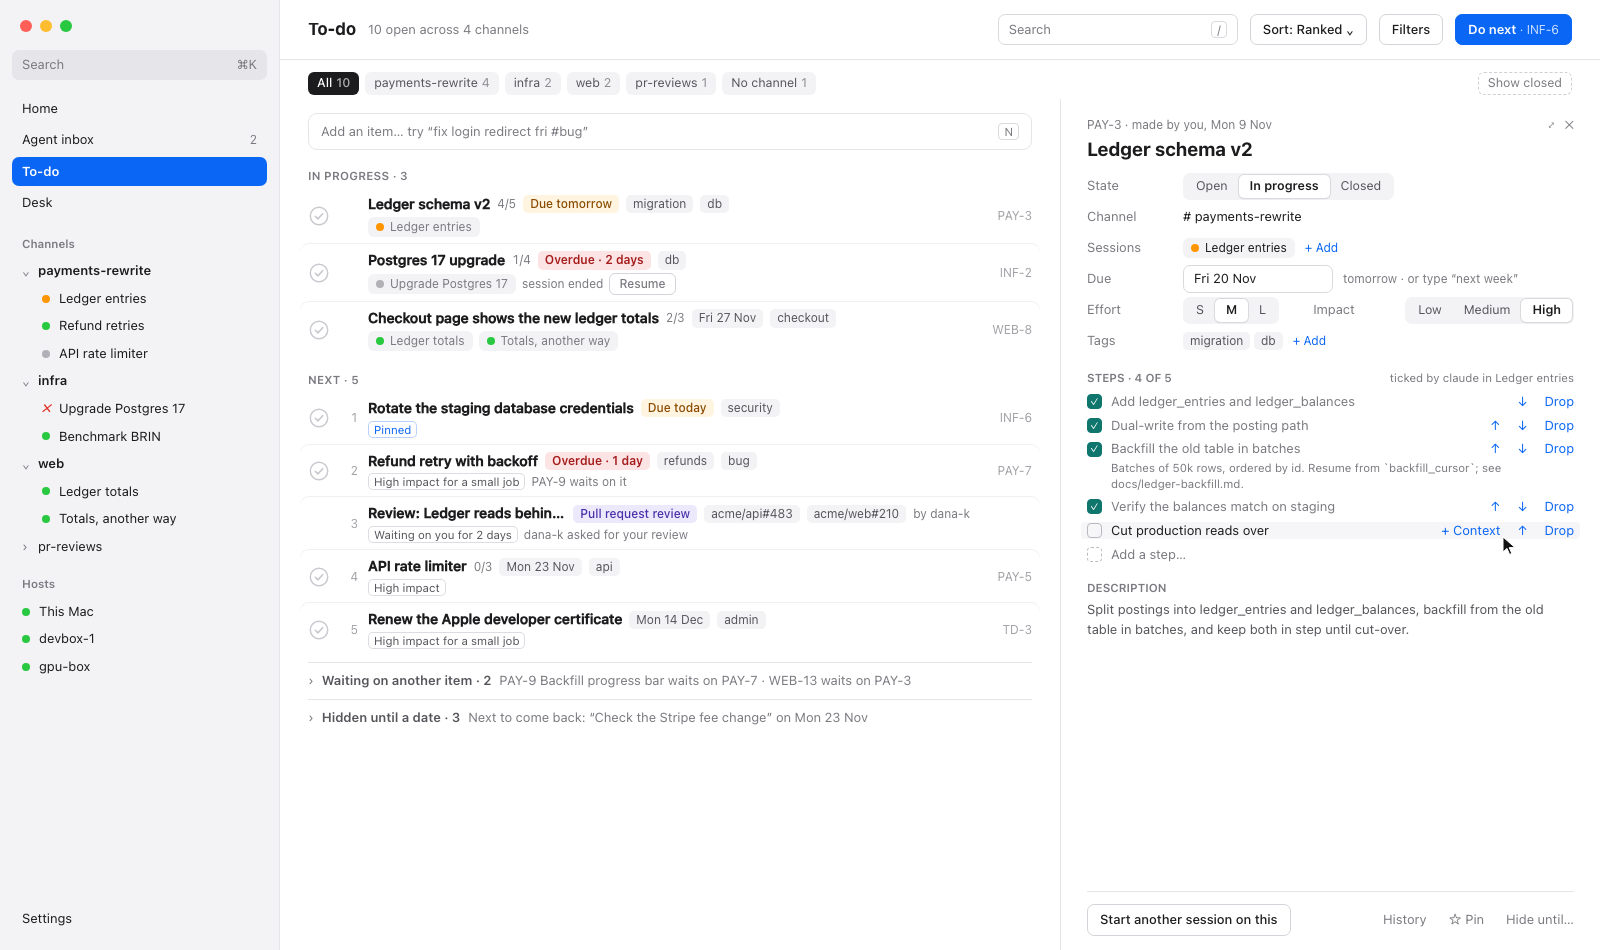 Search ⌘K
Home
Agent inbox 2
To-do
Desk
Channels
payments-rewrite
Ledger entries
Refund retries
API rate limiter
infra
Upgrade Postgres 17
Benchmark BRIN
web
Ledger totals
Totals, another way
pr-reviews
Hosts
This Mac
devbox-1
gpu-box
Settings
To-do 10 open across 4 channels
Search /
Sort: Ranked
Filters
Do next · INF-6
All 10 payments-rewrite 4 infra 2 web 2 pr-reviews 1 No channel 1
Show closed
Add an item... try “fix login redirect fri #bug” N
IN PROGRESS · 3
Ledger schema v2 4/5 Due tomorrow migration db
Ledger entries
PAY-3
Postgres 17 upgrade 1/4 Overdue · 2 days db
Upgrade Postgres 17 session ended Resume
INF-2
Checkout page shows the new ledger totals 2/3 Fri 27 Nov checkout
Ledger totals Totals, another way
WEB-8
NEXT · 5
1 Rotate the staging database credentials Due today security
Pinned
INF-6
2 Refund retry with backoff Overdue · 1 day refunds bug
High impact for a small job PAY-9 waits on it
PAY-7
3 Review: Ledger reads behin... Pull request review acme/api#483 acme/web#210 by dana-k
Waiting on you for 2 days dana-k asked for your review
4 API rate limiter 0/3 Mon 23 Nov api
High impact
PAY-5
5 Renew the Apple developer certificate Mon 14 Dec admin
High impact for a small job
TD-3
Waiting on another item · 2 PAY-9 Backfill progress bar waits on PAY-7 · WEB-13 waits on PAY-3
Hidden until a date · 3 Next to come back: “Check the Stripe fee change” on Mon 23 Nov
PAY-3 · made by you, Mon 9 Nov
Ledger schema v2
State Open In progress Closed
Channel # payments-rewrite
Sessions Ledger entries + Add
Due Fri 20 Nov tomorrow · or type “next week”
Effort S M L Impact Low Medium High
Tags migration db + Add
STEPS · 4 OF 5 ticked by claude in Ledger entries
Add ledger_entries and ledger_balances ↓ Drop
Dual-write from the posting path ↑ ↓ Drop
Backfill the old table in batches ↑ ↓ Drop
Batches of 50k rows, ordered by id. Resume from `backfill_cursor`; see
docs/ledger-backfill.md.
Verify the balances match on staging ↑ ↓ Drop
Cut production reads over + Context ↑ Drop
Add a step...
DESCRIPTION
Split postings into ledger_entries and ledger_balances, backfill from the old
table in batches, and keep both in step until cut-over.
Start another session on this
History ☆ Pin Hide until...